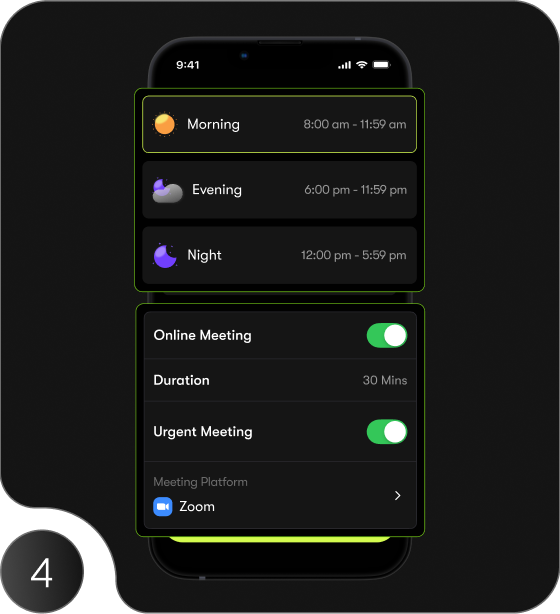 9:41
Morning 8:00 am - 11:59 am
Evening 6:00 pm - 11:59 pm
Night 12:00 pm - 5:59 pm
Online Meeting
Duration 30 Mins
Urgent Meeting
Meeting Platform
Zoom
4